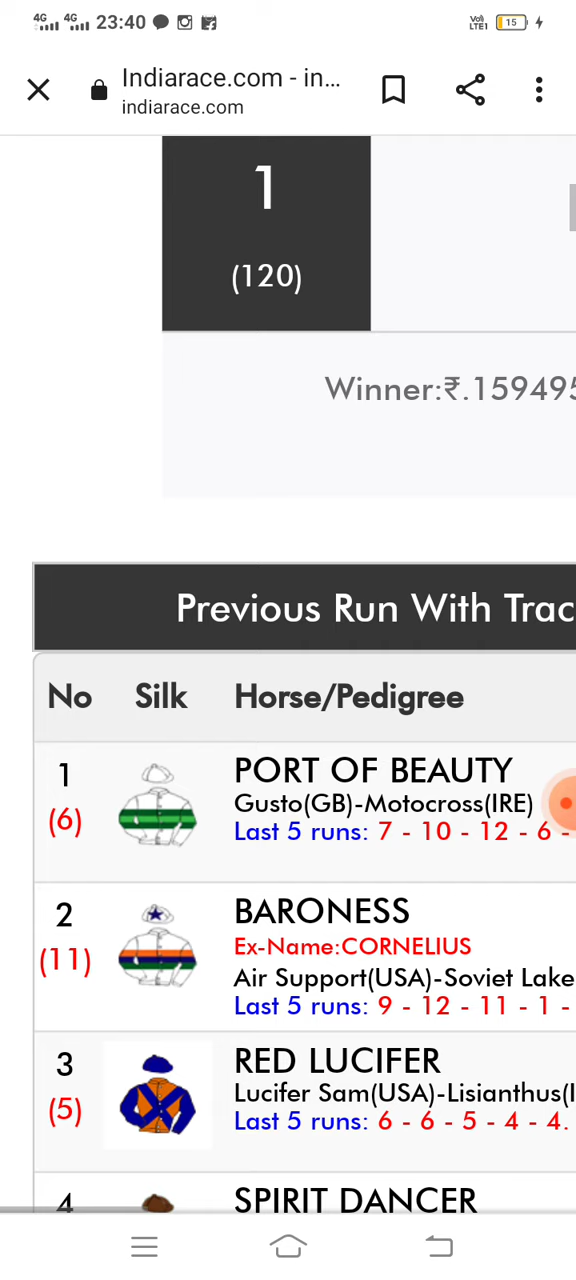 4G 4G 23:40 VoI LTE1 15
Indiarace.com - in...
indiarace.com
1
(120)
Winner:₹.159495
Previous Run With Trac
No Silk Horse/Pedigree
1 PORT OF BEAUTY
(6) Gusto(GB)-Motocross(IRE)
Last 5 runs: 7 - 10 - 12 - 6 -
2 BARONESS
(11) Ex-Name:CORNELIUS
Air Support(USA)-Soviet Lake
Last 5 runs: 9 - 12 - 11 - 1 -
3 RED LUCIFER
(5) Lucifer Sam(USA)-Lisianthus(I
Last 5 runs: 6 - 6 - 5 - 4 - 4.
4 SPIRIT DANCER